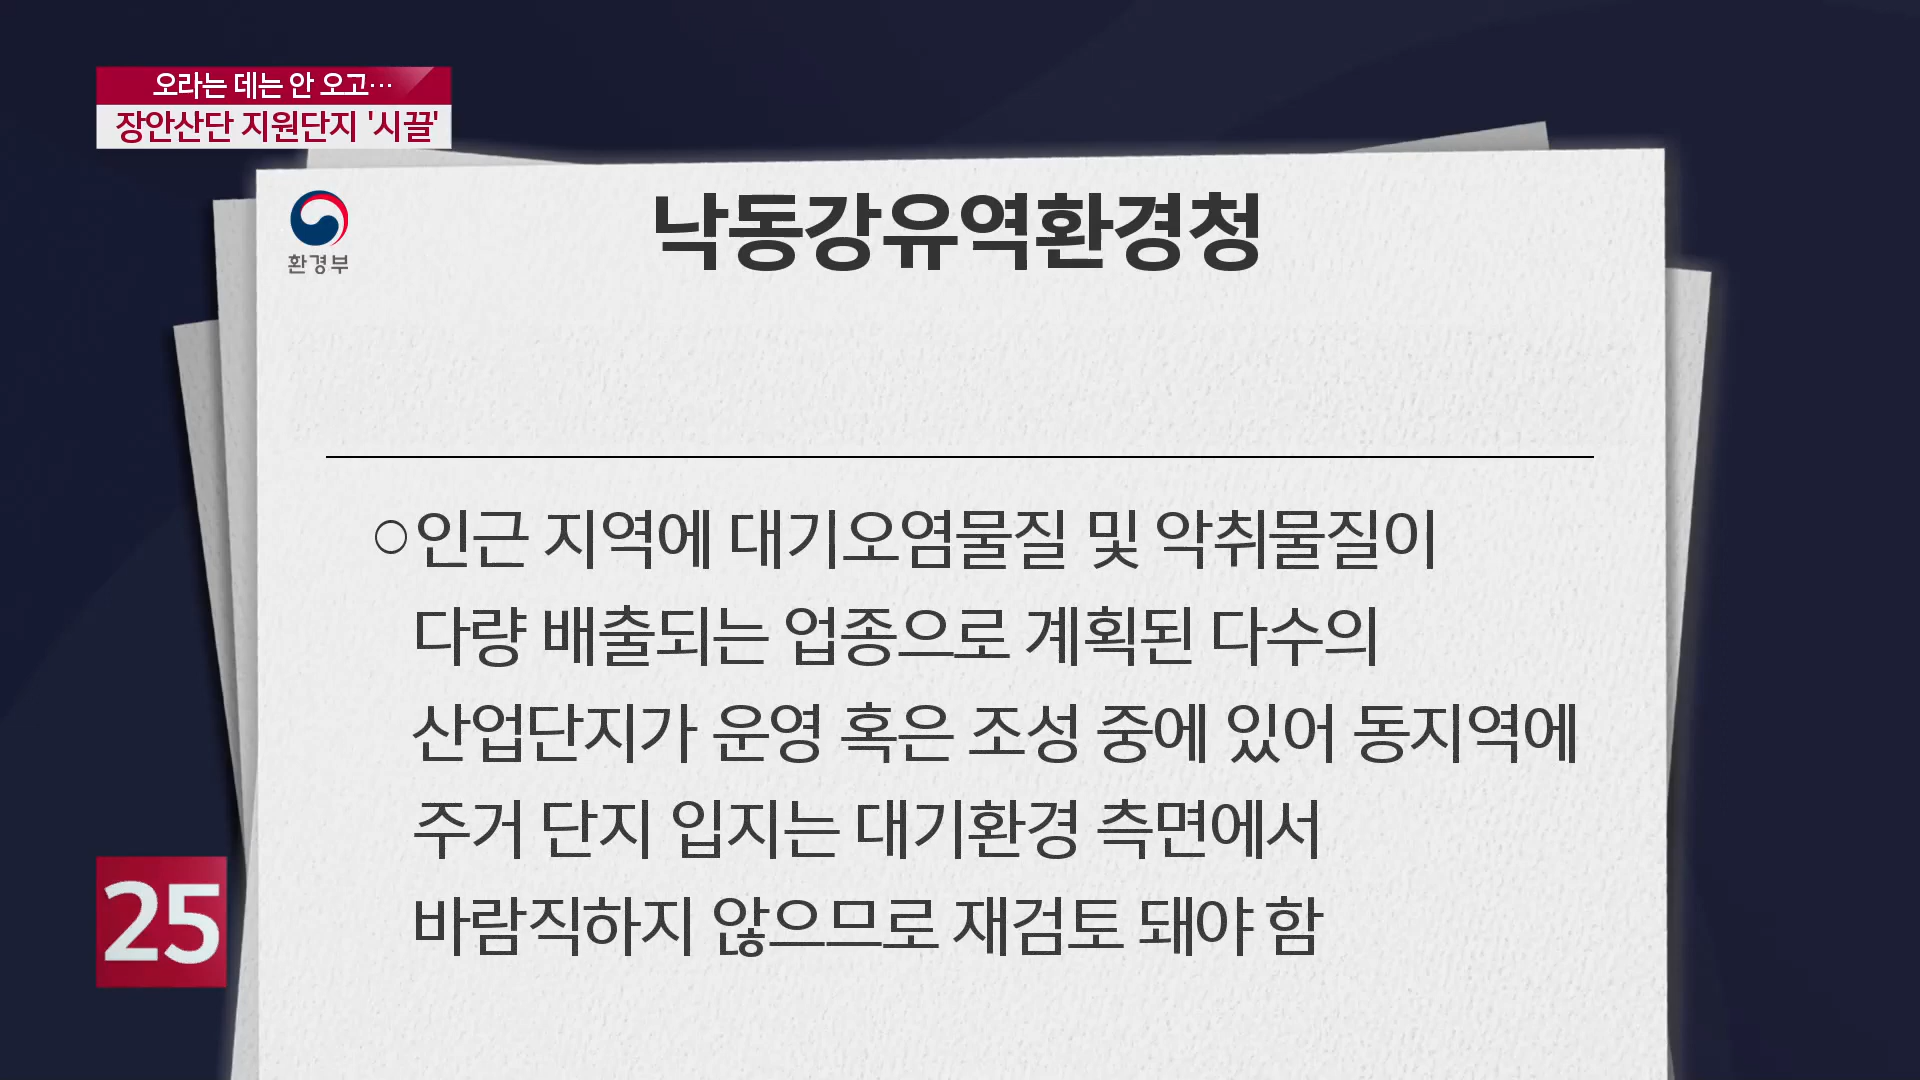 오라는 데는 안 오고…
장안산단 지원단지 '시끌'
환경부
낙동강유역환경청
○인근 지역에 대기오염물질 및 악취물질이
다량 배출되는 업종으로 계획된 다수의
산업단지가 운영 혹은 조성 중에 있어 동지역에
주거 단지 입지는 대기환경 측면에서
바람직하지 않으므로 재검토 돼야 함
25